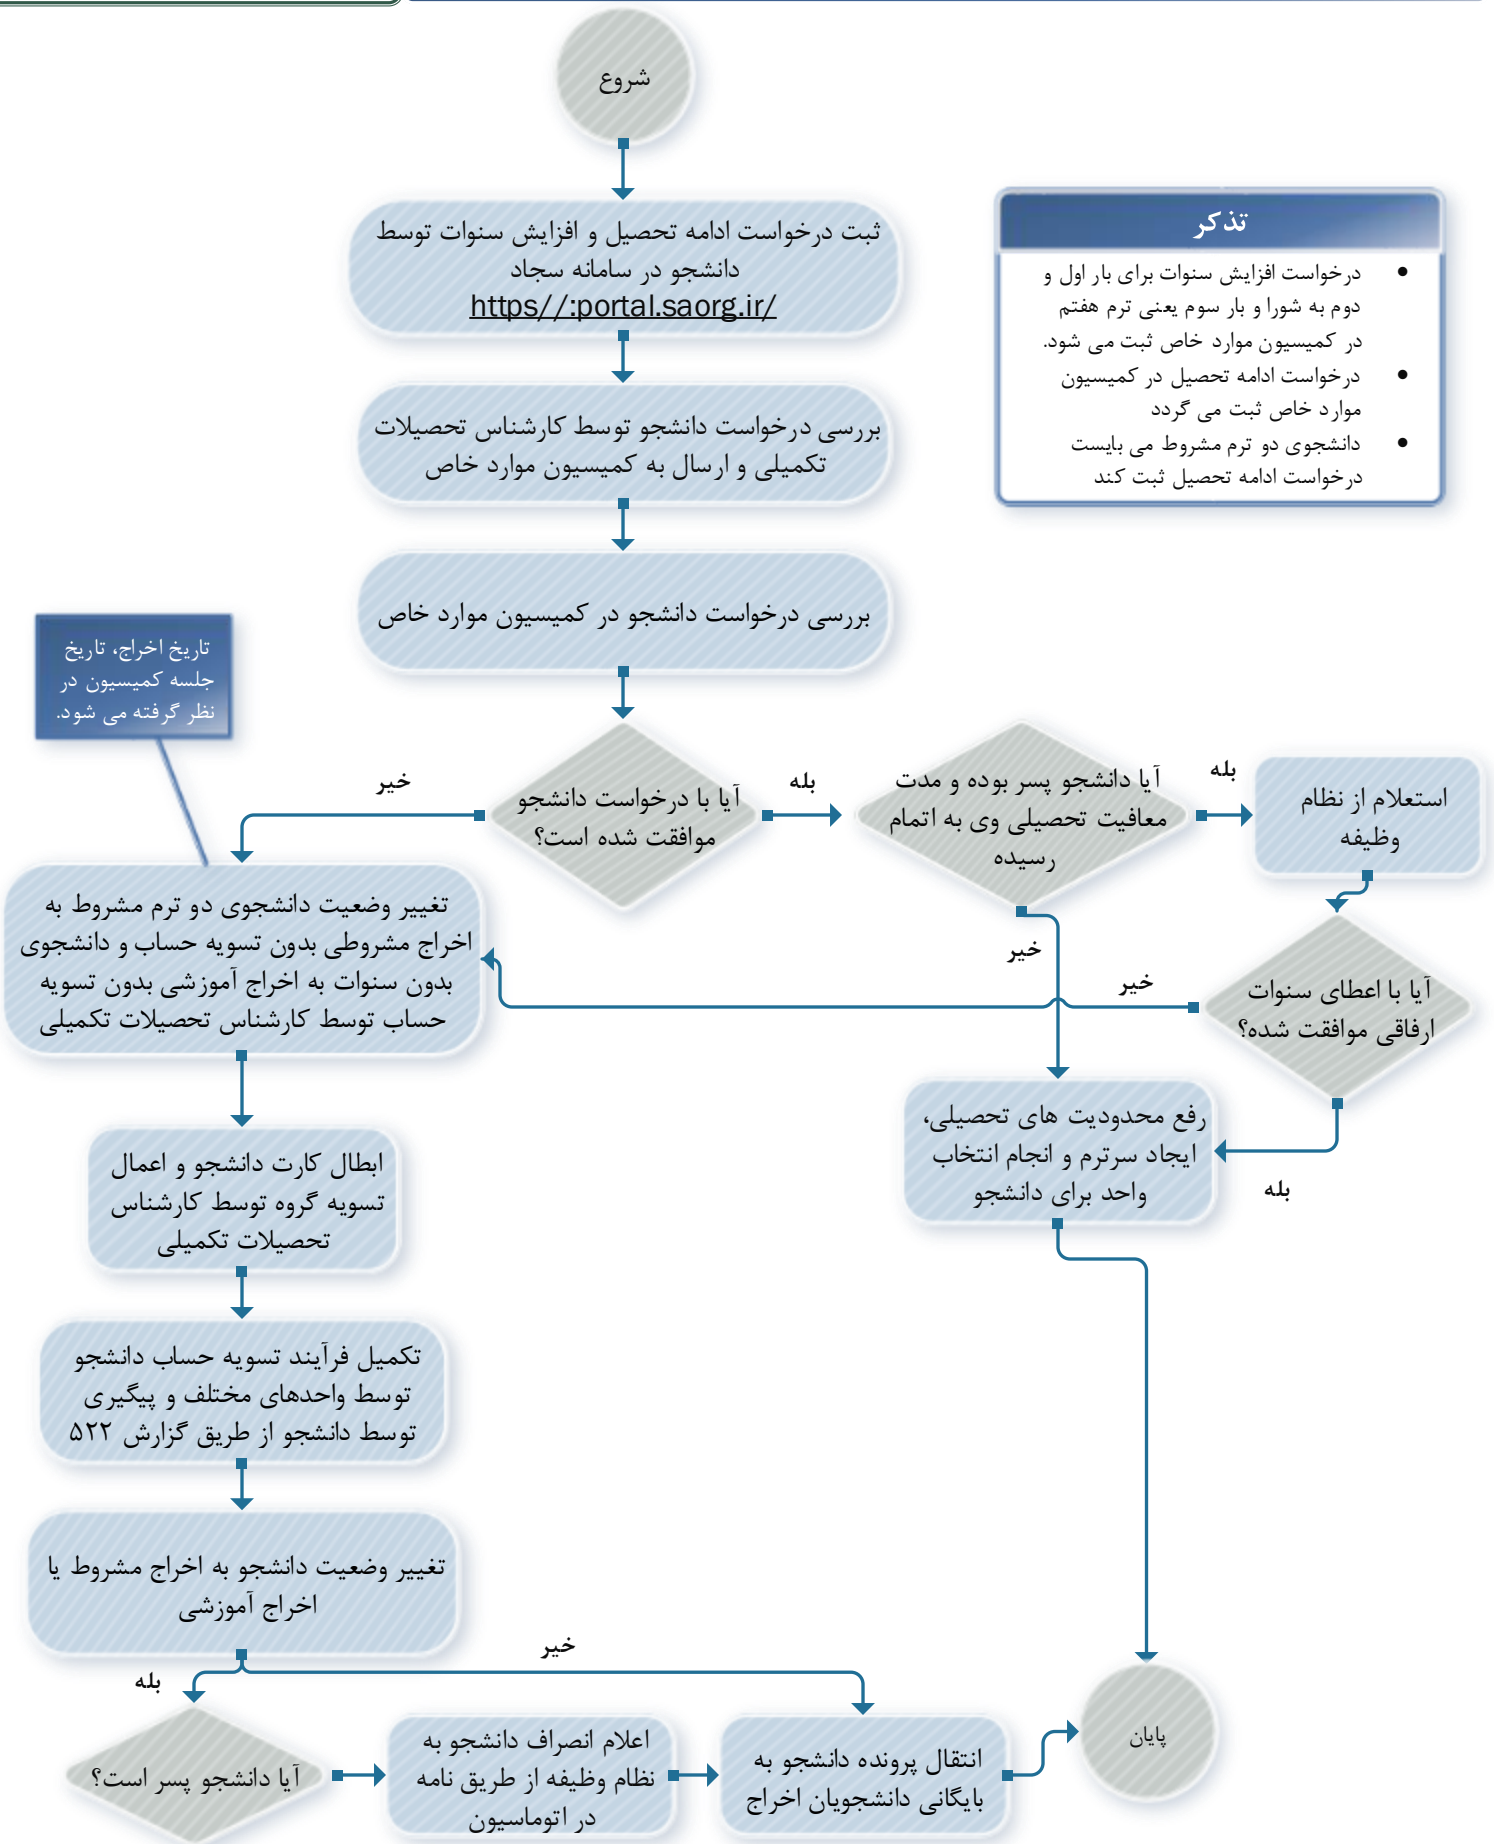 شروع
ثبت درخواست ادامه تحصیل و افزایش سنوات توسط
دانشجو در سامانه سجاد
https//:portal.saorg.ir/
تذکر
• درخواست افزایش سنوات برای بار اول و
دوم به شورا و بار سوم یعنی ترم هفتم
در کمیسیون موارد خاص ثبت می شود.
• درخواست ادامه تحصیل در کمیسیون
موارد خاص ثبت می گردد
• دانشجوی دو ترم مشروط می بایست
درخواست ادامه تحصیل ثبت کند
بررسی درخواست دانشجو توسط کارشناس تحصیلات
تکمیلی و ارسال به کمیسیون موارد خاص
بررسی درخواست دانشجو در کمیسیون موارد خاص
تاریخ اخراج، تاریخ
جلسه کمیسیون در
نظر گرفته می شود.
آیا با درخواست دانشجو
موافقت شده است؟
خیر
بله
آیا دانشجو پسر بوده و مدت
معافیت تحصیلی وی به اتمام
رسیده
بله
خیر
استعلام از نظام
وظیفه
آیا با اعطای سنوات
ارفاقی موافقت شده؟
خیر
بله
تغییر وضعیت دانشجوی دو ترم مشروط به
اخراج مشروطی بدون تسویه حساب و دانشجوی
بدون سنوات به اخراج آموزشی بدون تسویه
حساب توسط کارشناس تحصیلات تکمیلی
رفع محدودیت های تحصیلی،
ایجاد سرترم و انجام انتخاب
واحد برای دانشجو
ابطال کارت دانشجو و اعمال
تسویه گروه توسط کارشناس
تحصیلات تکمیلی
تکمیل فرآیند تسویه حساب دانشجو
توسط واحدهای مختلف و پیگیری
توسط دانشجو از طریق گزارش ۵۲۲
تغییر وضعیت دانشجو به اخراج مشروط یا
اخراج آموزشی
خیر
بله
آیا دانشجو پسر است؟
اعلام انصراف دانشجو به
نظام وظیفه از طریق نامه
در اتوماسیون
انتقال پرونده دانشجو به
بایگانی دانشجویان اخراج
پایان